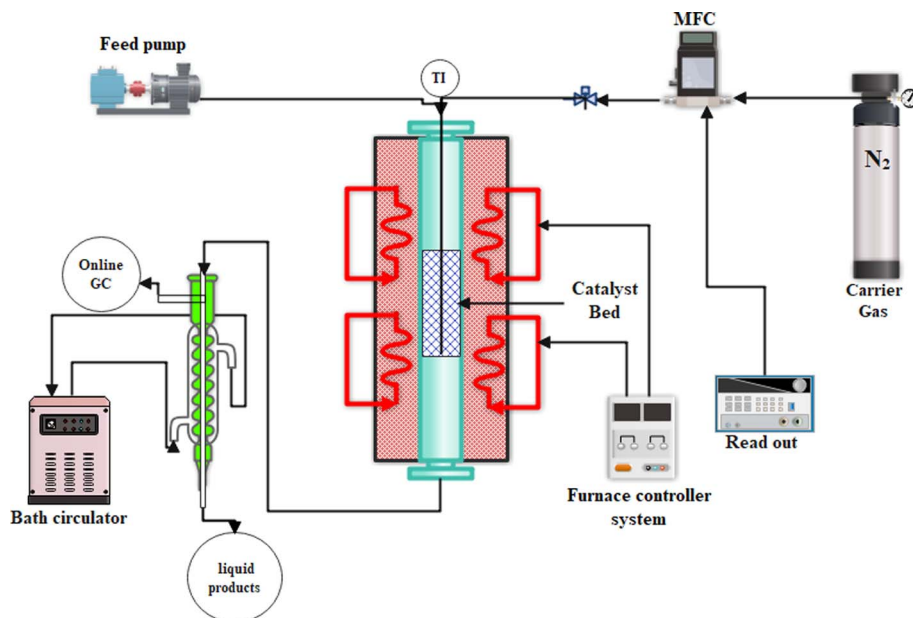 MFC
Feed pump
TI
N₂
Online
GC
Catalyst
Bed
Carrier
Gas
Read out
Furnace controller
system
Bath circulator
liquid
products